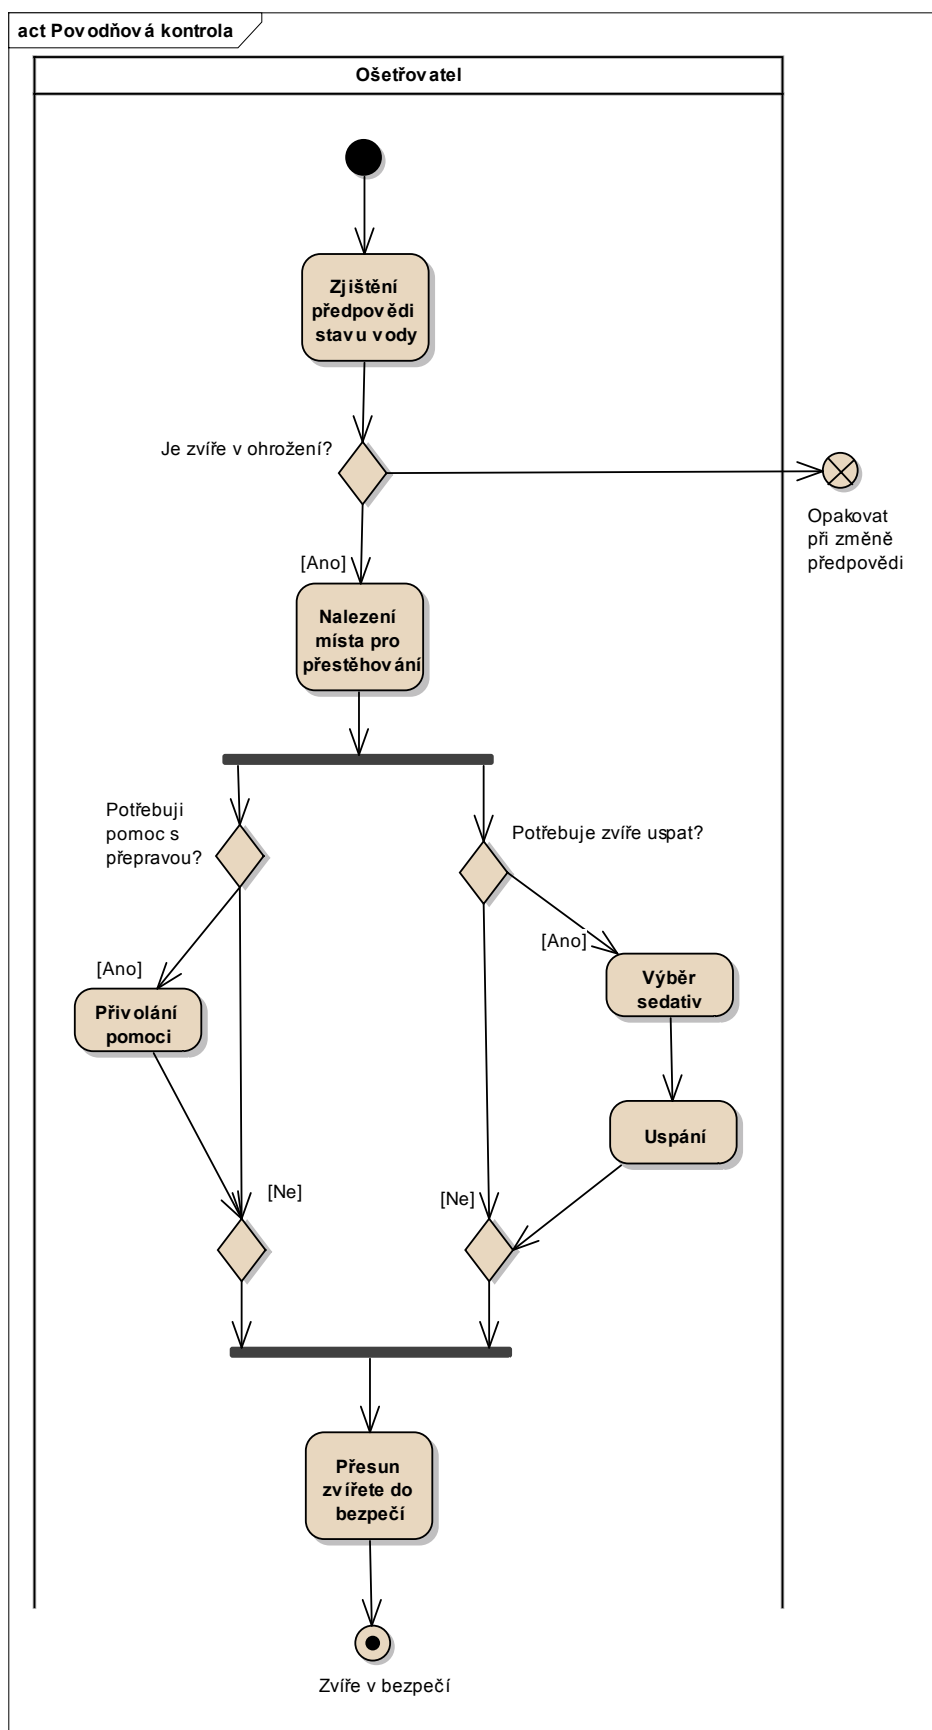 act Povodňová kontrola
Ošetřovatel
Zjištění
předpovědi
stavu vody
Je zvíře v ohrožení?
Opakovat
při změně
předpovědi
[Ano]
Nalezení
místa pro
přestěhování
Potřebuji
pomoc s
přepravou?
Potřebuje zvíře uspat?
[Ano]
[Ano]
Přivolání
pomoci
Výběr
sedativ
Uspání
[Ne]
[Ne]
Přesun
zvířete do
bezpečí
Zvíře v bezpečí